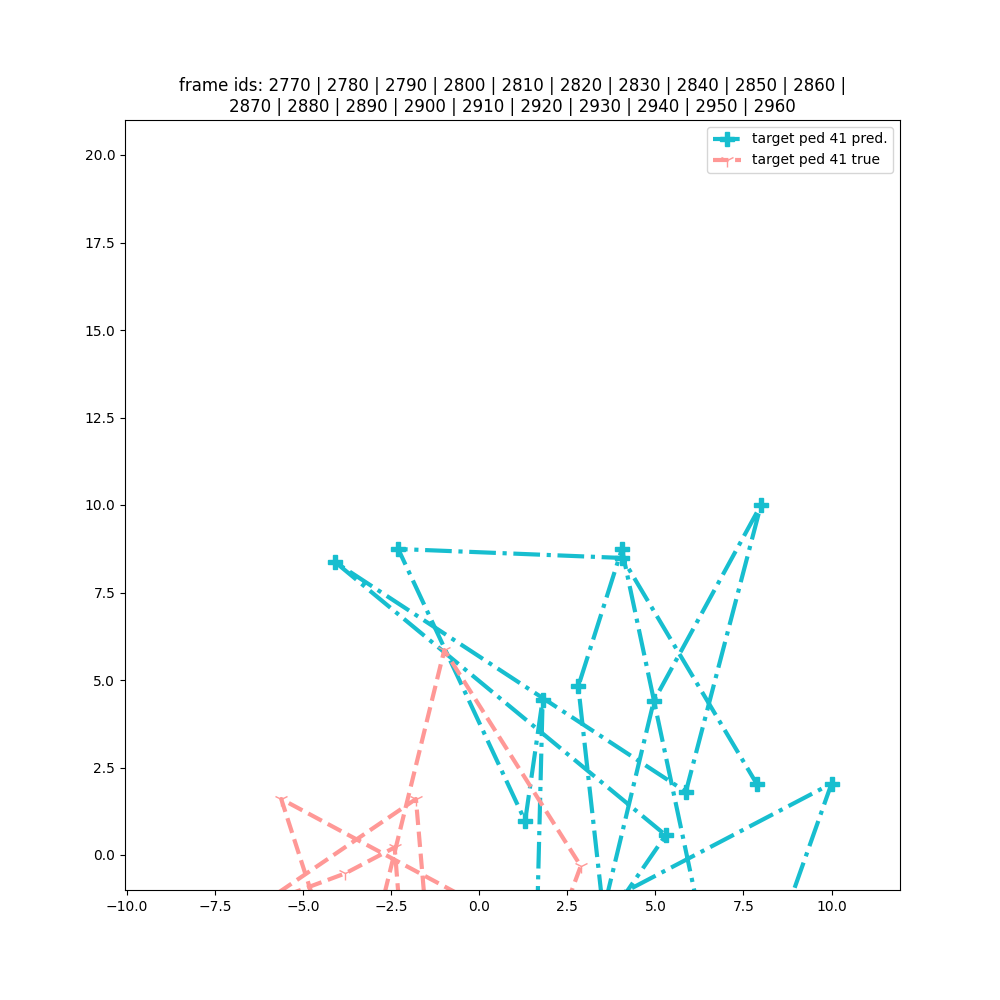 frame ids: 2770 | 2780 | 2790 | 2800 | 2810 | 2820 | 2830 | 2840 | 2850 | 2860 |
2870 | 2880 | 2890 | 2900 | 2910 | 2920 | 2930 | 2940 | 2950 | 2960
target ped 41 pred.
target ped 41 true
20.0
17.5
15.0
12.5
10.0
7.5
5.0
2.5
0.0
−10.0 −7.5 −5.0 −2.5 0.0 2.5 5.0 7.5 10.0